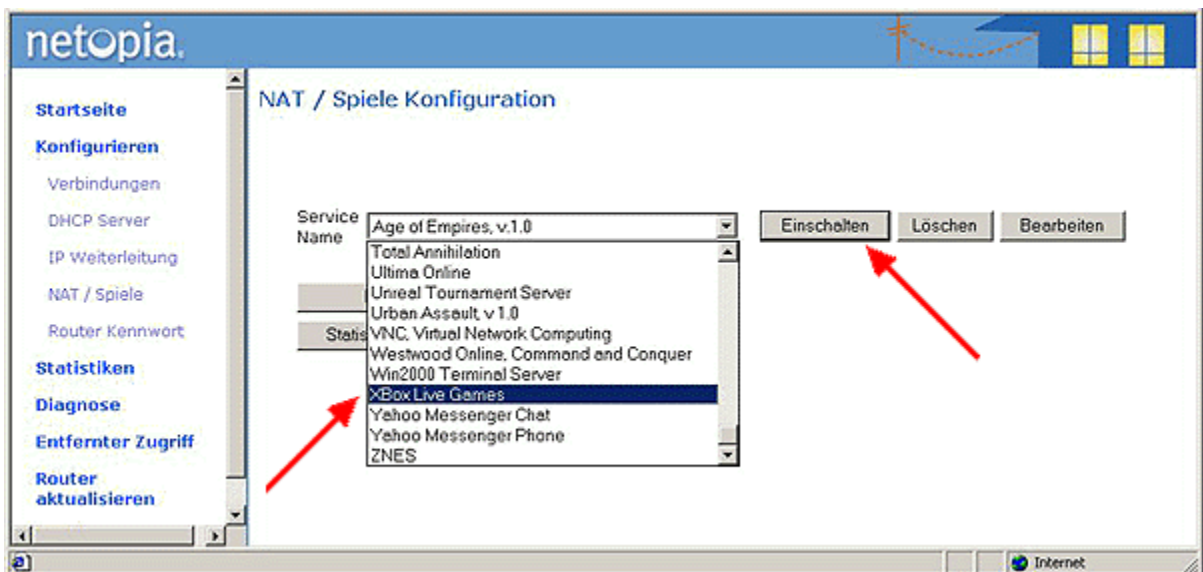 netopia.
Startseite
Konfigurieren
Verbindungen
DHCP Server
IP Weiterleitung
NAT / Spiele
Router Kennwort
Statistiken
Diagnose
Entfernter Zugriff
Router
aktualisieren
NAT / Spiele Konfiguration
Service
Name
Age of Empires, v.1.0
Einschalten
Löschen
Bearbeiten
Total Annihilation
Ultima Online
Unreal Tournament Server
Urban Assault, v 1.0
VNC, Virtual Network Computing
Westwood Online, Command and Conquer
Win2000 Terminal Server
XBox Live Games
Yahoo Messenger Chat
Yahoo Messenger Phone
ZNES
Internet